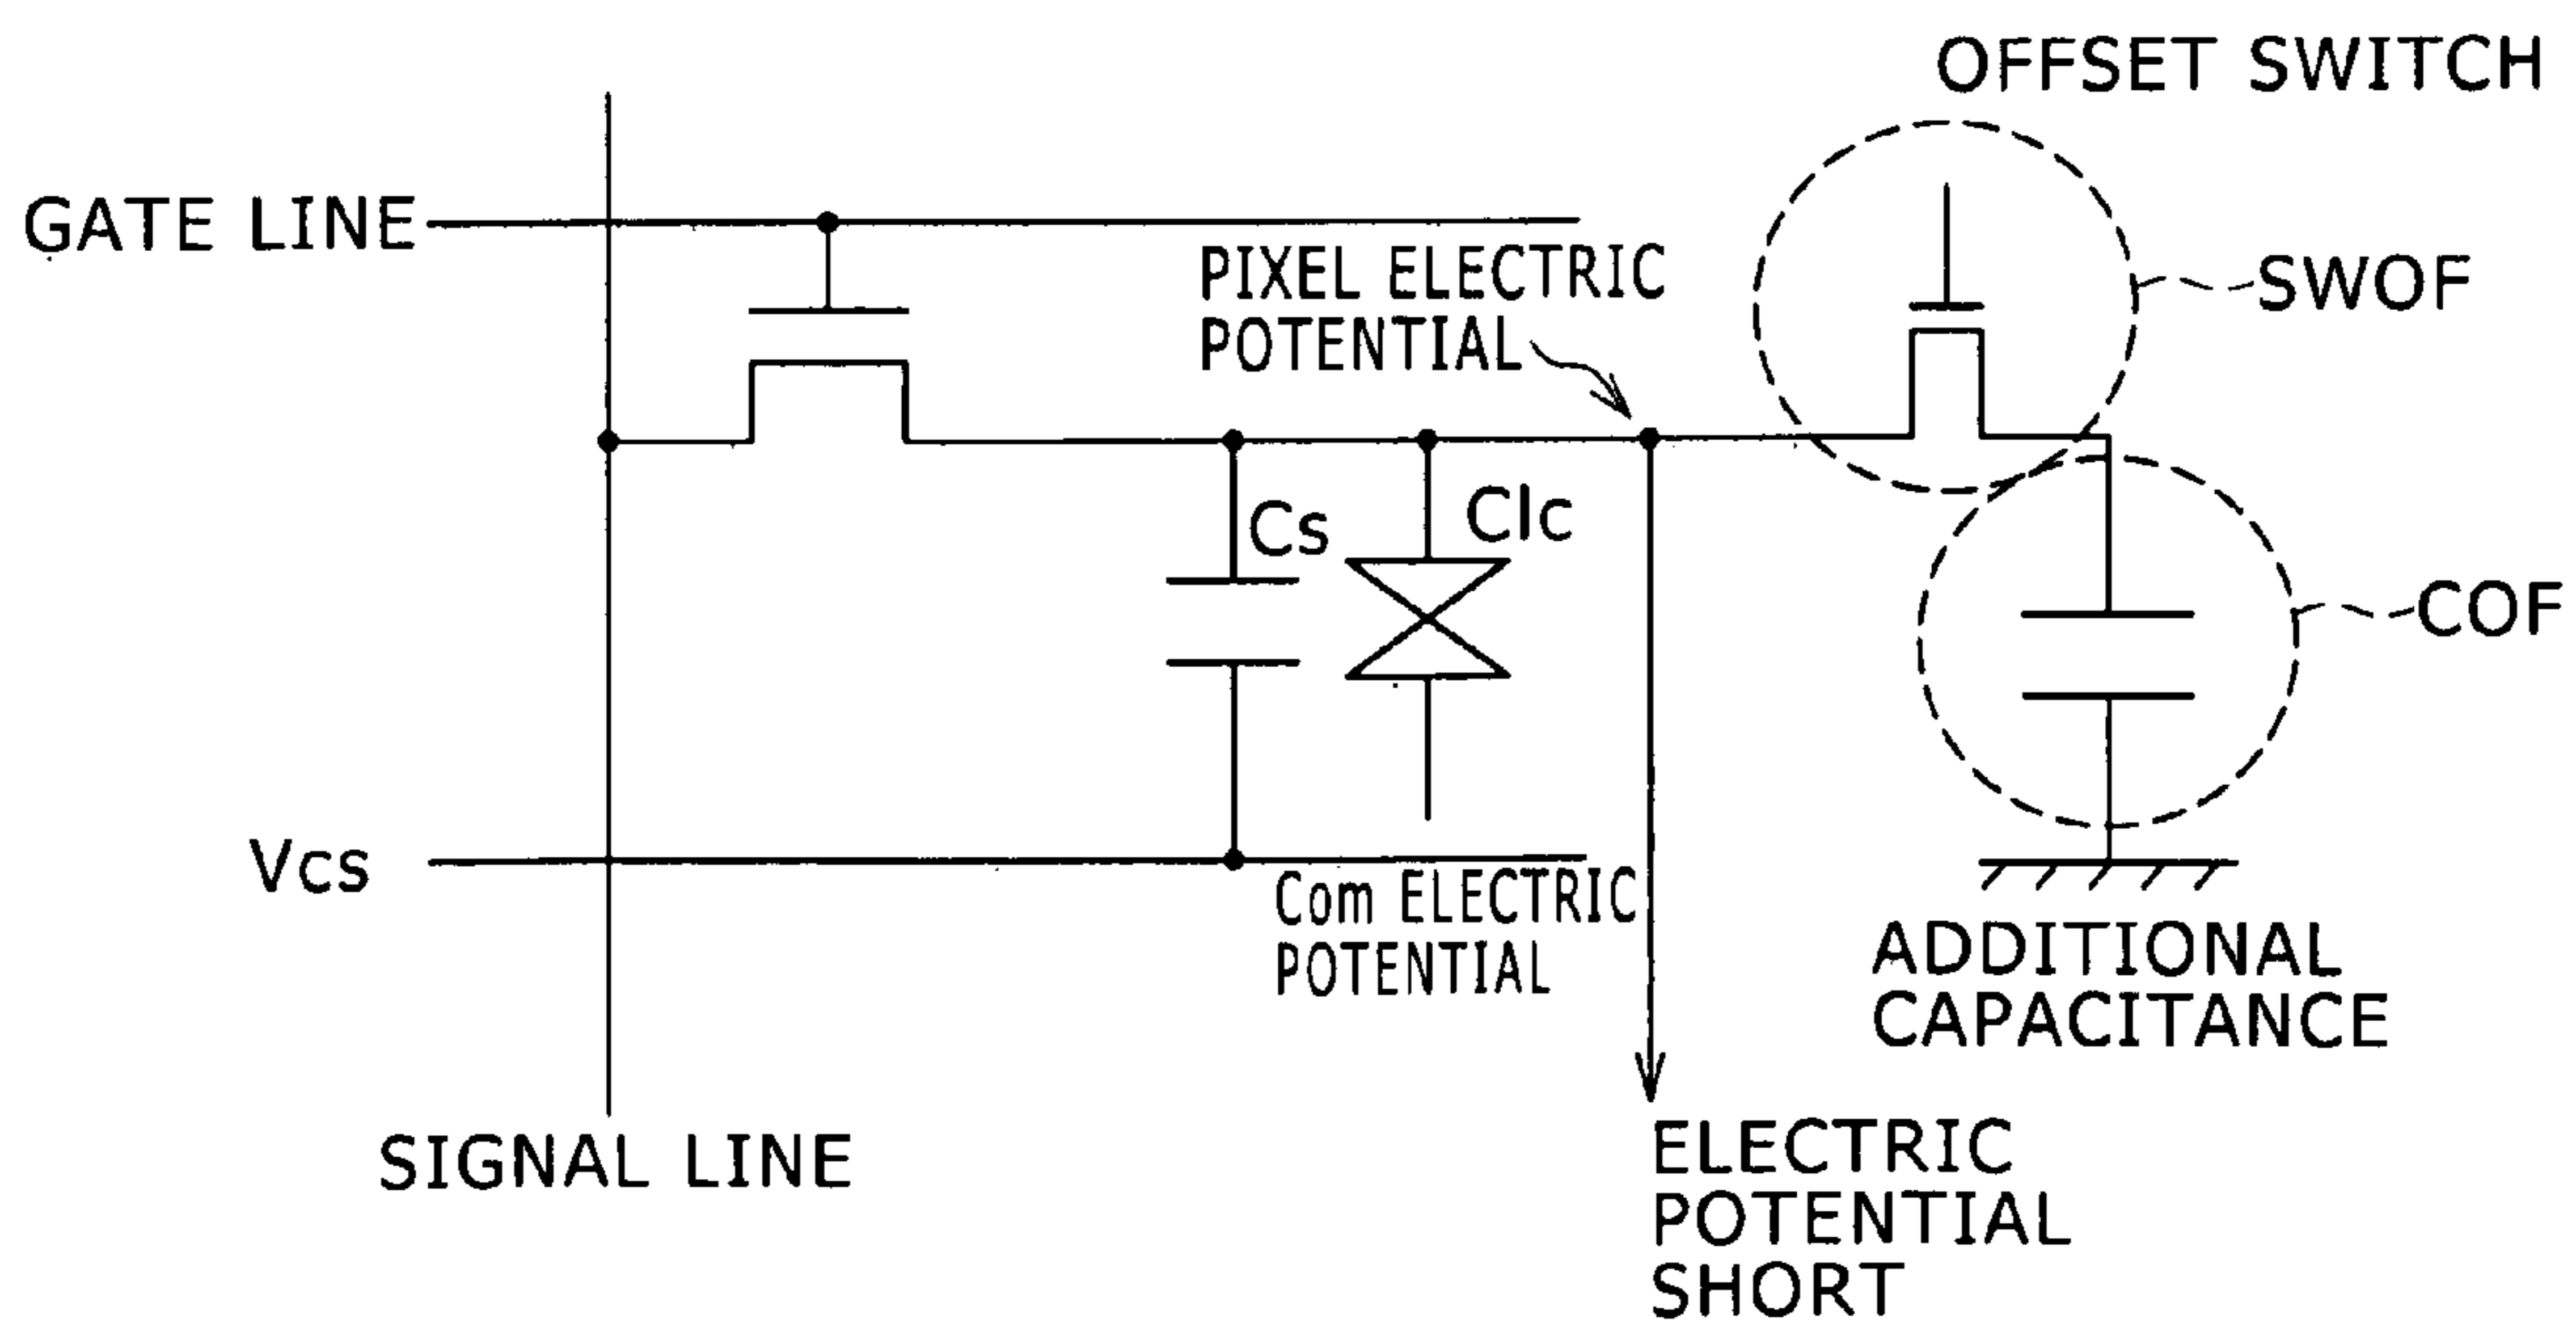 OFFSET SWITCH
GATE LINE
PIXEL ELECTRIC
POTENTIAL
SWOF
Cs
Clc
COF
Vcs
Com ELECTRIC
POTENTIAL
ADDITIONAL
CAPACITANCE
SIGNAL LINE
ELECTRIC
POTENTIAL
SHORT